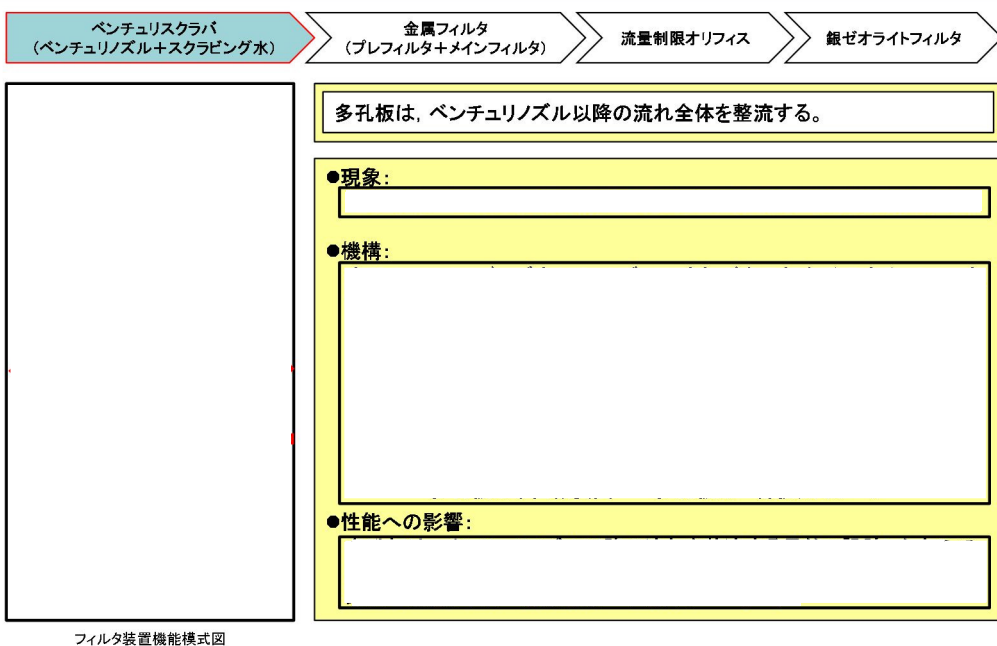 ベンチュリスクラバ
(ベンチュリノズル+スクラビング水)
金属フィルタ
(プレフィルタ+メインフィルタ)
流量制限オリフィス
銀ゼオライトフィルタ
多孔板は,ベンチュリノズル以降の流れ全体を整流する。
●現象:
●機構:
●性能への影響:
フィルタ装置機能模式図